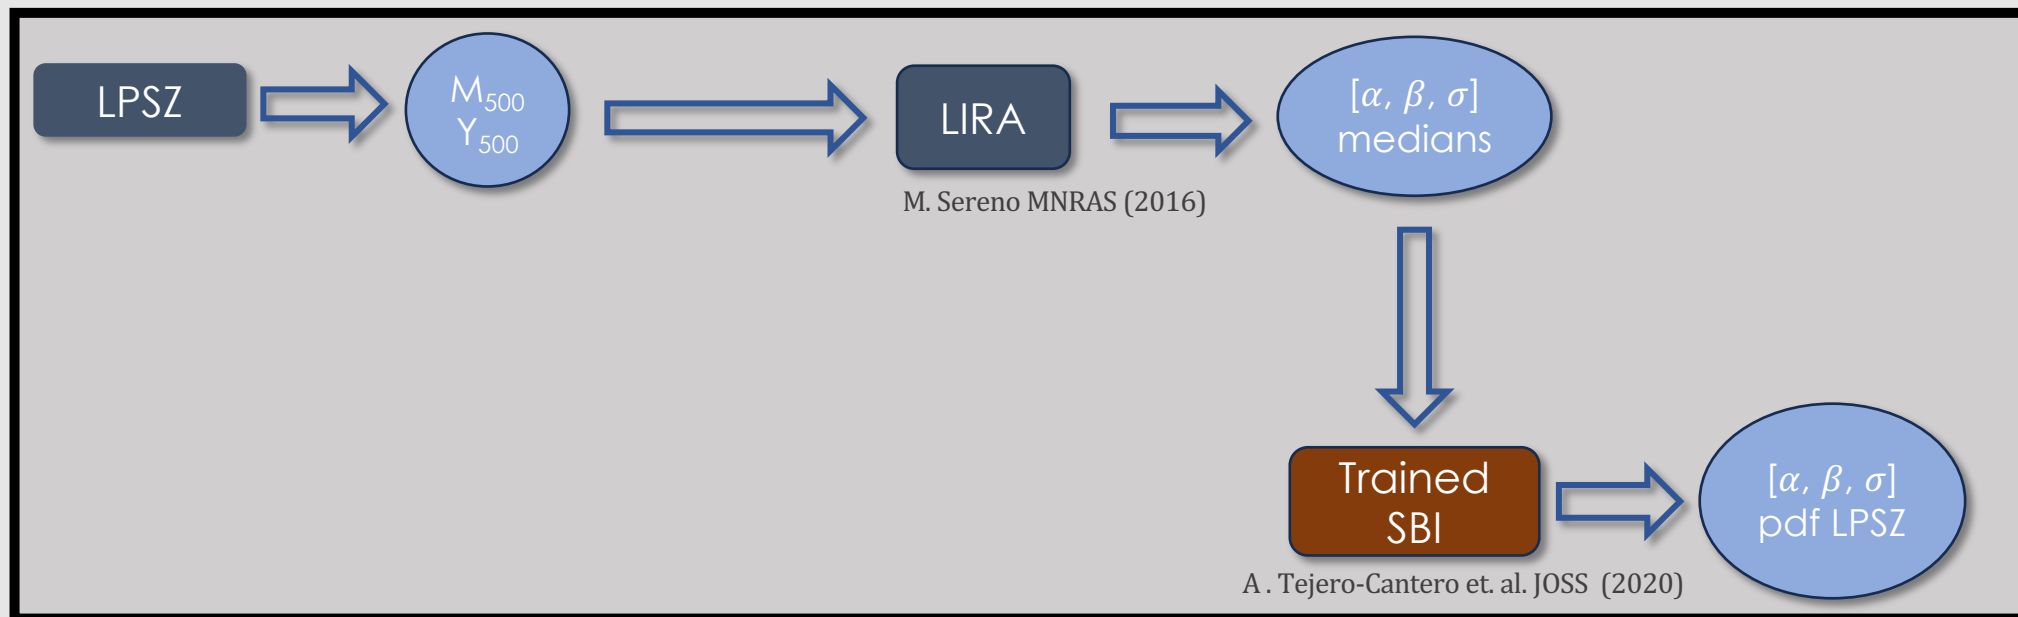 LPSZ
M₅₀₀
Y₅₀₀
LIRA
M. Sereno MNRAS (2016)
[α, β, σ]
medians
Trained
SBI
A . Tejero-Cantero et. al. JOSS (2020)
[α, β, σ]
pdf LPSZ